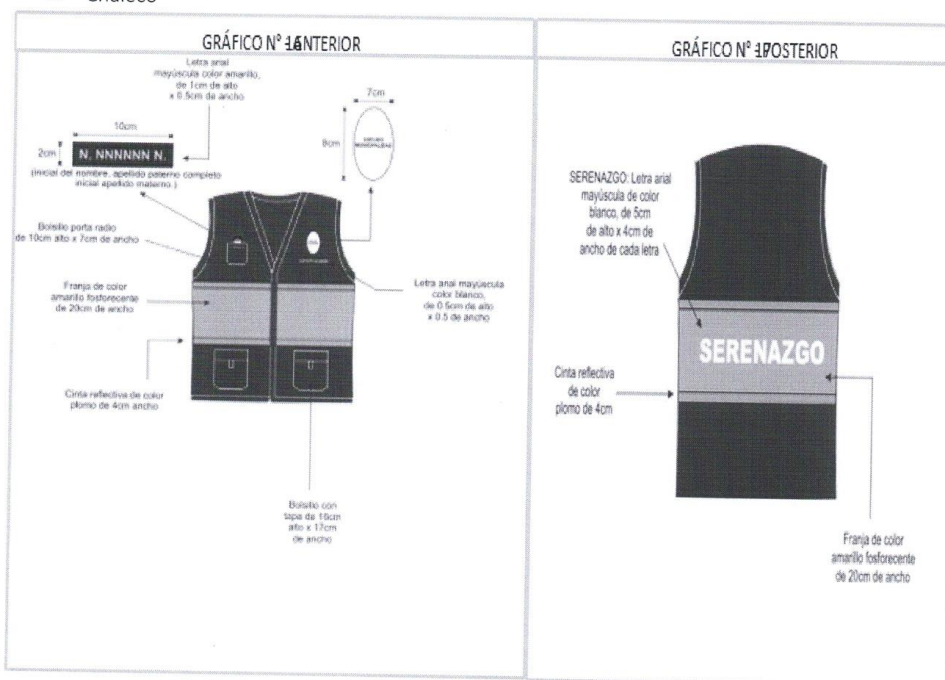 Chaleco
GRÁFICO Nº 16 ANTERIOR
Letra arial
mayúscula color amarillo,
de 1cm de alto
x 0.5cm de ancho
7cm
10cm
9cm
2cm
N. NNNNNN N.
(inicial del nombre, apellido paterno completo
inicial apellido materno.)
Bolsillo porta radio
de 10cm alto x 7cm de ancho
Franja de color
amarillo fosforecente
de 20cm de ancho
Letra arial mayúscula
color blanco,
de 0.5cm de alto
x 0.5 de ancho
Cinta reflectiva de color
plomo de 4cm ancho
Bolsillo con
tapa de 16cm
alto x 17cm
de ancho
GRÁFICO Nº 17 POSTERIOR
SERENAZGO: Letra arial
mayúscula de color
blanco, de 5cm
de alto x 4cm de
ancho de cada letra
SERENAZGO
Cinta reflectiva
de color
plomo de 4cm
Franja de color
amarillo fosforecente
de 20cm de ancho